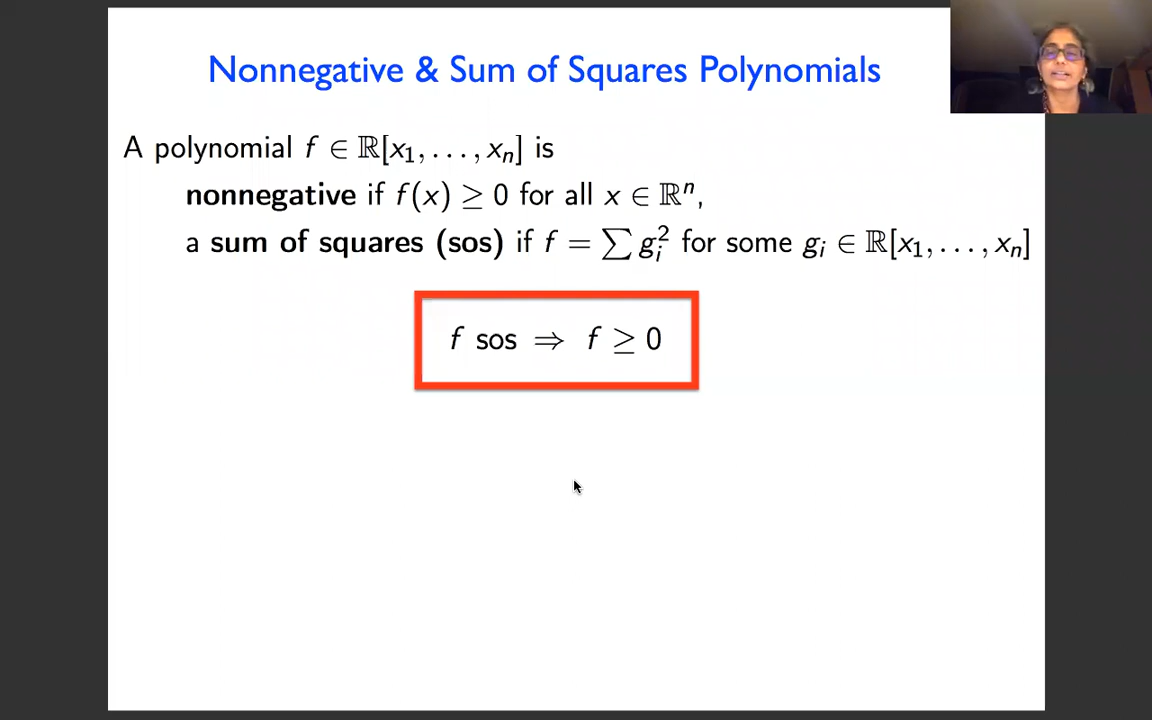 Nonnegative & Sum of Squares Polynomials
A polynomial f ∈ ℝ[x₁, . . . , xₙ] is
nonnegative if f(x) ≥ 0 for all x ∈ ℝⁿ,
a sum of squares (sos) if f = ∑ gᵢ² for some gᵢ ∈ ℝ[x₁, . . . , xₙ]
f sos ⇒ f ≥ 0